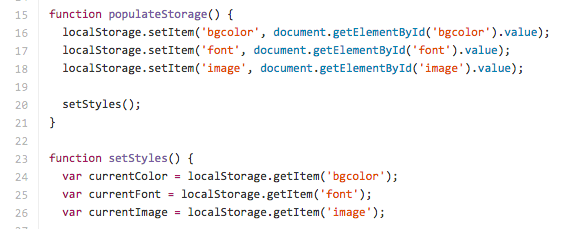 15 function populateStorage() {
16 localStorage.setItem('bgcolor', document.getElementById('bgcolor').value);
17 localStorage.setItem('font', document.getElementById('font').value);
18 localStorage.setItem('image', document.getElementById('image').value);
19
20 setStyles();
21 }
22
23 function setStyles() {
24 var currentColor = localStorage.getItem('bgcolor');
25 var currentFont = localStorage.getItem('font');
26 var currentImage = localStorage.getItem('image');